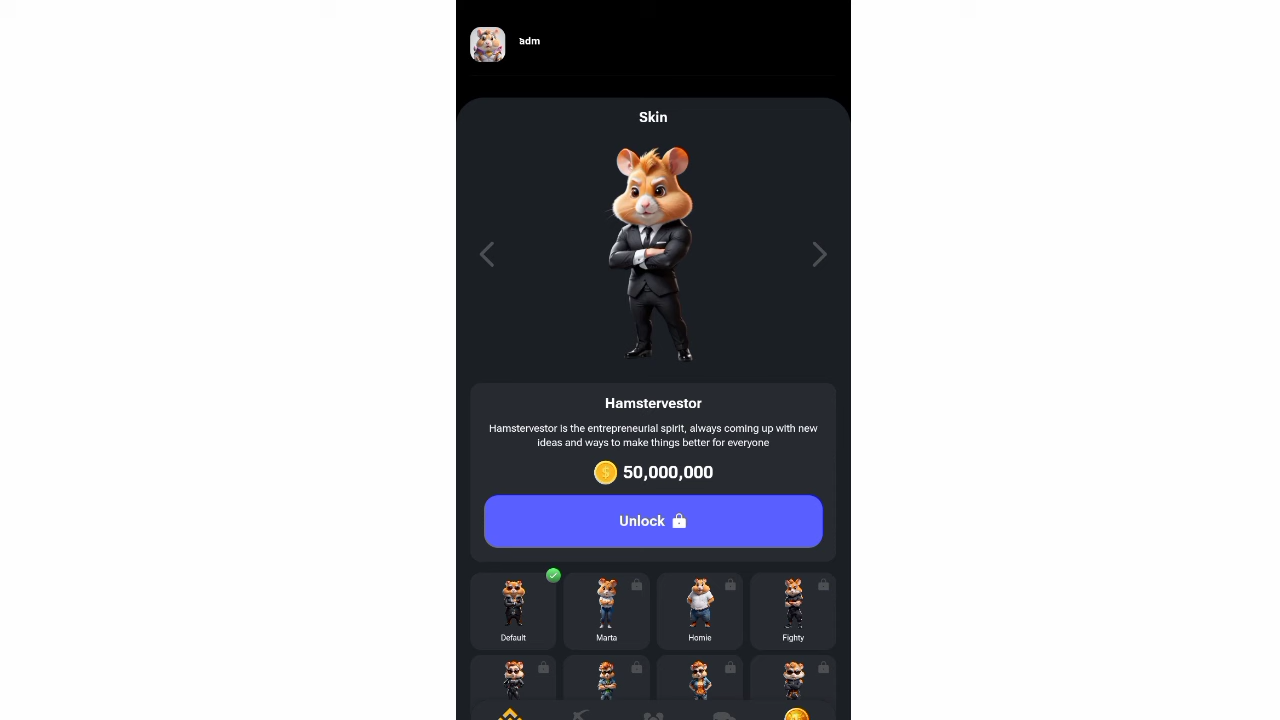 adm
Skin
Hamstervestor
Hamstervestor is the entrepreneurial spirit, always coming up with new
ideas and ways to make things better for everyone
50,000,000
Unlock
Default
Marta
Homie
Fighty